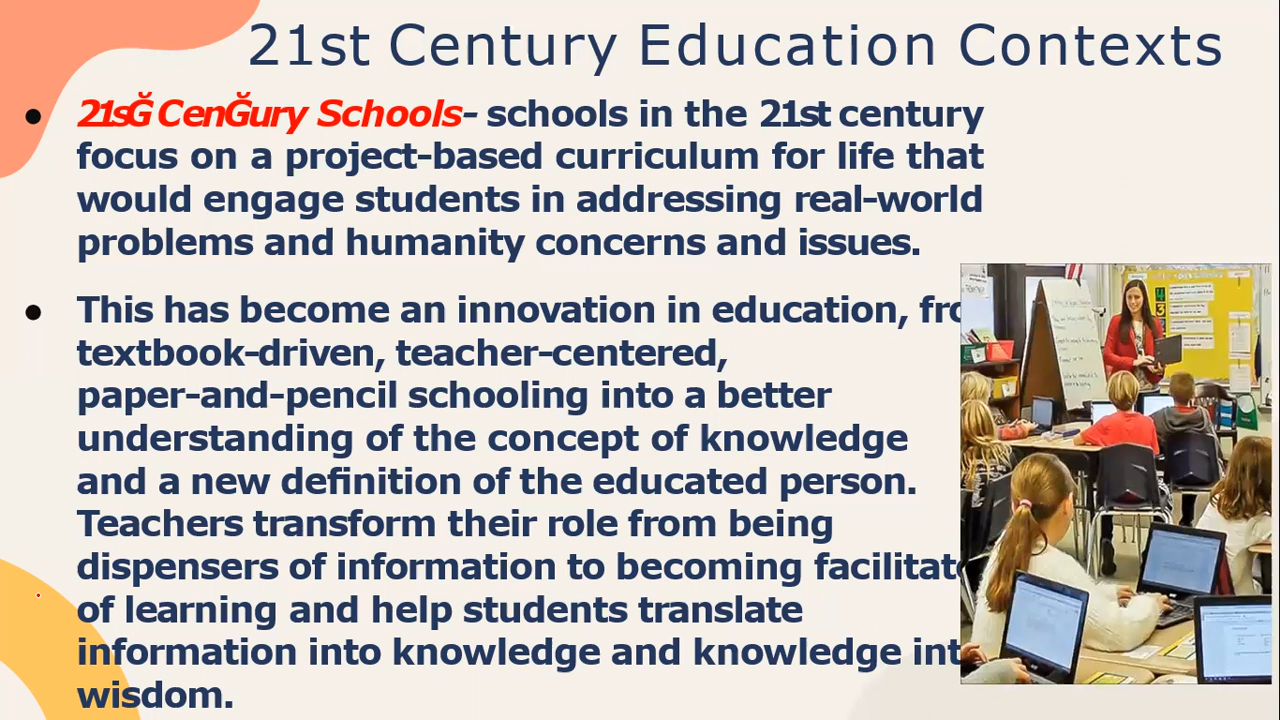 21st Century Education Contexts
● 21sĞ CenĞury Schools- schools in the 21st century
focus on a project-based curriculum for life that
would engage students in addressing real-world
problems and humanity concerns and issues.
● This has become an innovation in education, fro
textbook-driven, teacher-centered,
paper-and-pencil schooling into a better
understanding of the concept of knowledge
and a new definition of the educated person.
Teachers transform their role from being
dispensers of information to becoming facilitat
of learning and help students translate
information into knowledge and knowledge int
wisdom.